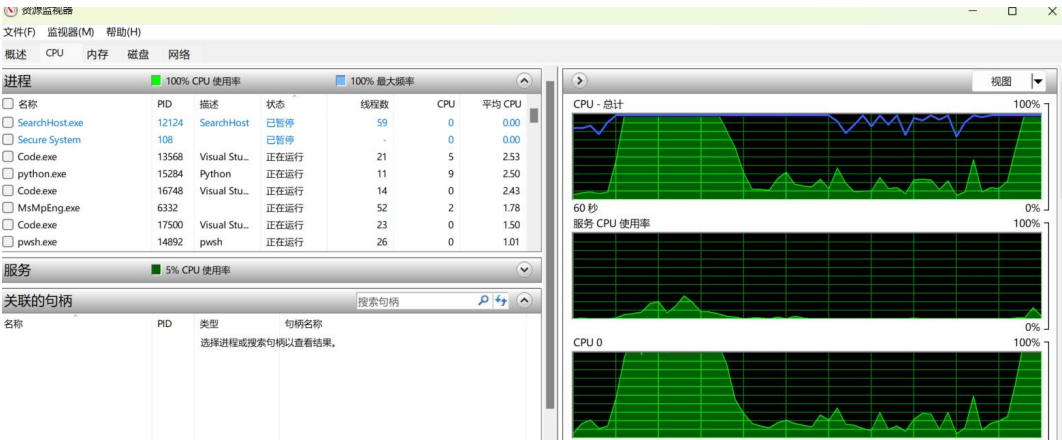 资源监视器
文件(F) 监视器(M) 帮助(H)
概述 CPU 内存 磁盘 网络
进程 100% CPU 使用率 100% 最大频率
名称 PID 描述 状态 线程数 CPU 平均 CPU
SearchHost.exe 12124 SearchHost 已暂停 59 0 0.00
Secure System 108 已暂停 - 0 0.00
Code.exe 13568 Visual Stu... 正在运行 21 5 2.53
python.exe 15284 Python 正在运行 11 9 2.50
Code.exe 16748 Visual Stu... 正在运行 14 0 2.43
MsMpEng.exe 6332 正在运行 52 2 1.78
Code.exe 17500 Visual Stu... 正在运行 23 0 1.50
pwsh.exe 14892 pwsh 正在运行 26 0 1.01
服务 5% CPU 使用率
关联的句柄 搜索句柄
名称 PID 类型 句柄名称
选择进程或搜索句柄以查看结果。
视图
CPU - 总计 100%
60 秒 0%
服务 CPU 使用率 100%
0%
CPU 0 100%